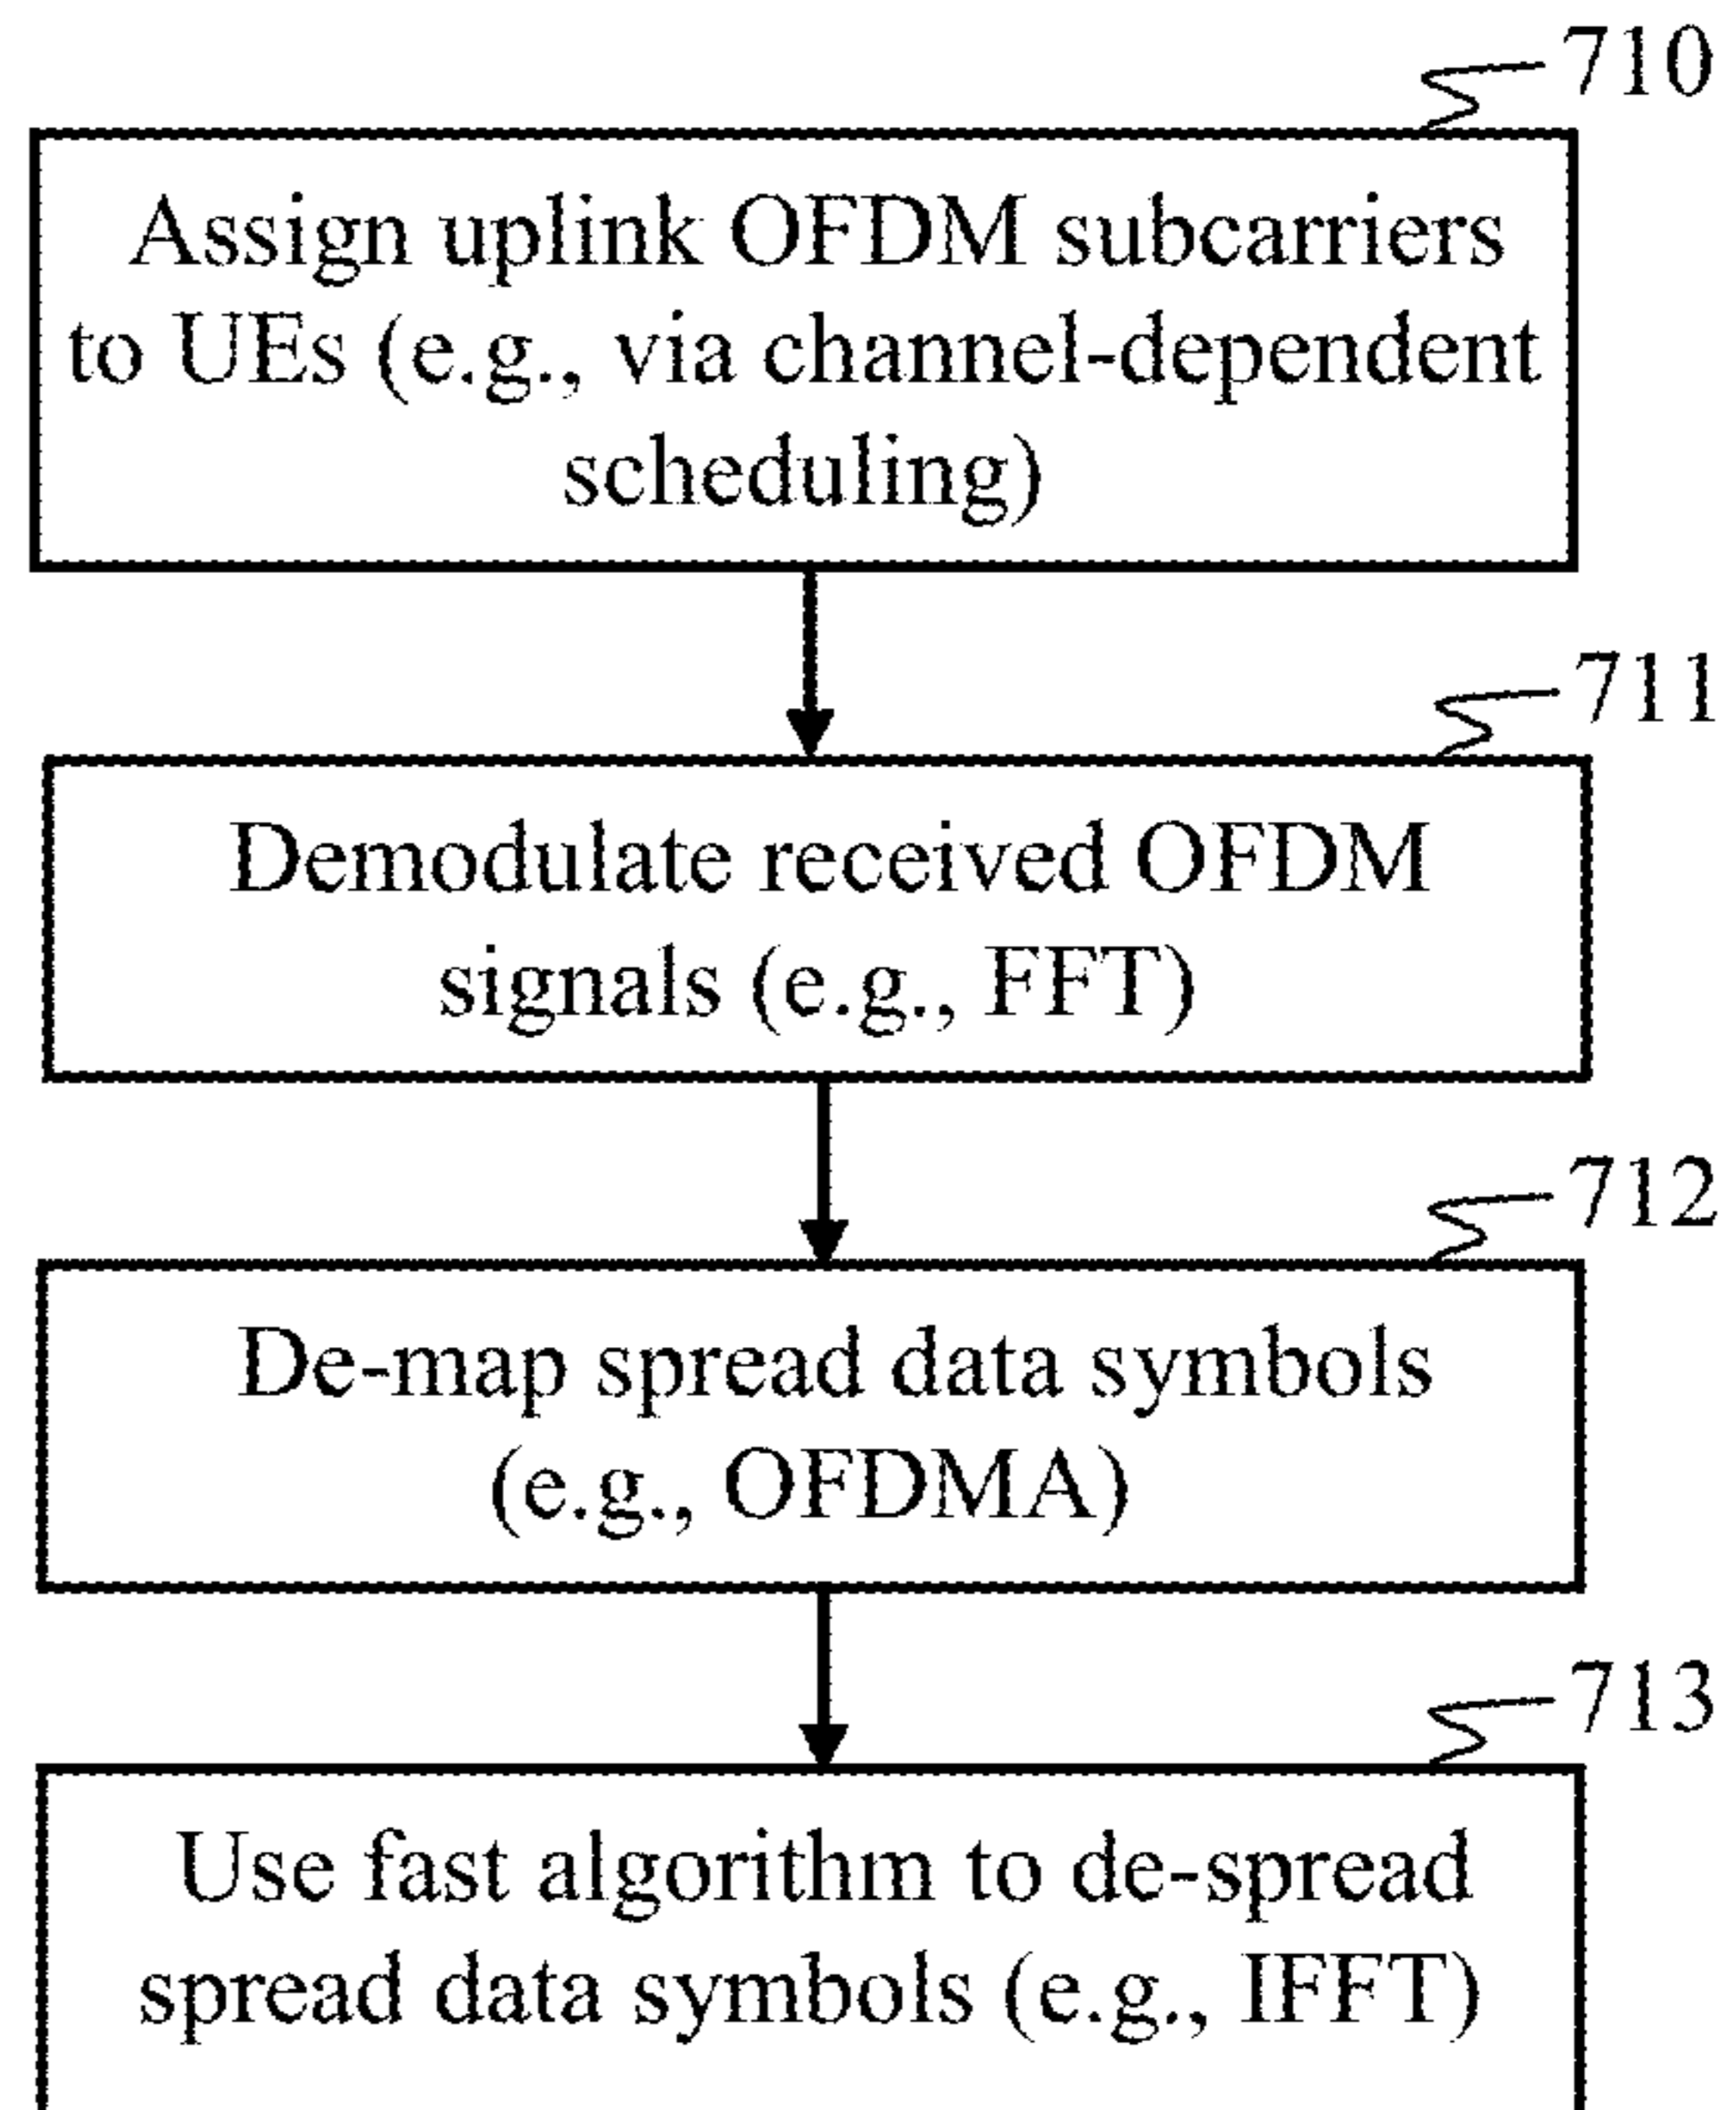 710
Assign uplink OFDM subcarriers
to UEs (e.g., via channel-dependent
scheduling)
711
Demodulate received OFDM
signals (e.g., FFT)
712
De-map spread data symbols
(e.g., OFDMA)
713
Use fast algorithm to de-spread
spread data symbols (e.g., IFFT)